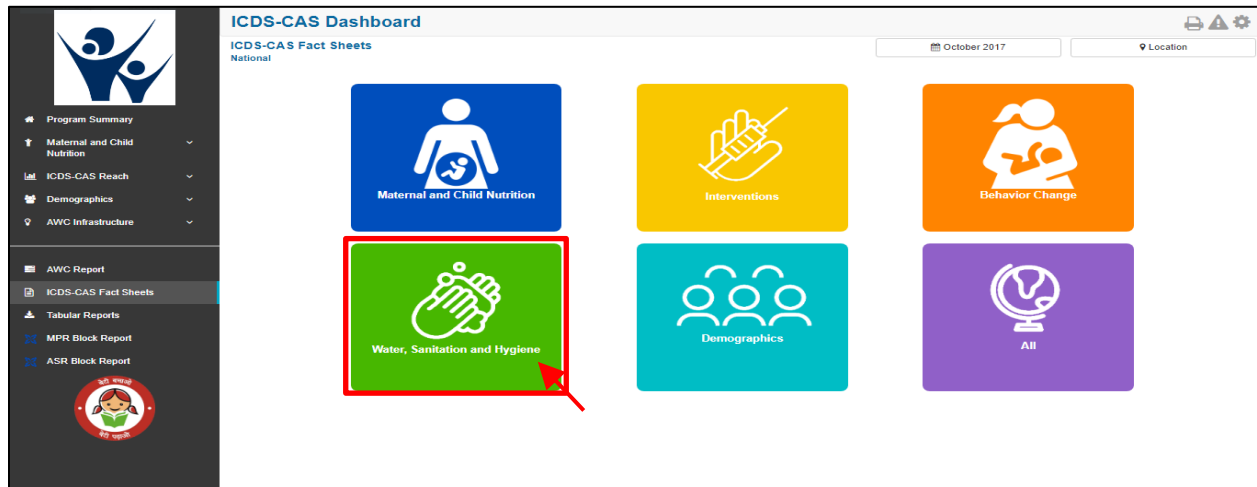 ICDS-CAS Dashboard
ICDS-CAS Fact Sheets
National
October 2017
Location
Program Summary
Maternal and Child
Nutrition
ICDS-CAS Reach
Demographics
AWC Infrastructure
AWC Report
ICDS-CAS Fact Sheets
Tabular Reports
MPR Block Report
ASR Block Report
बेटी बचाओ
बेटी पढ़ाओ
Maternal and Child Nutrition
Interventions
Behavior Change
Water, Sanitation and Hygiene
Demographics
All